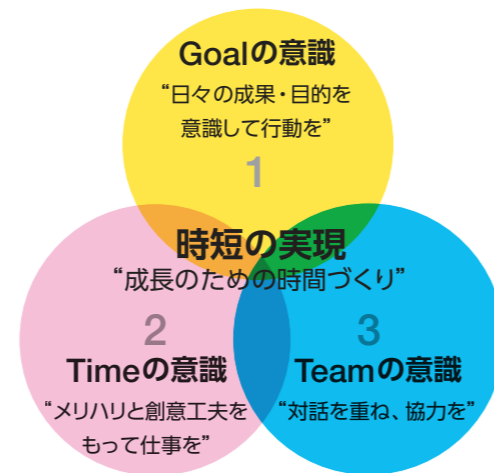 Goalの意識
“日々の成果・目的を
意識して行動を”
1
時短の実現
“成長のための時間づくり”
2
Timeの意識
“メリハリと創意工夫を
もって仕事を”
3
Teamの意識
“対話を重ね、協力を”